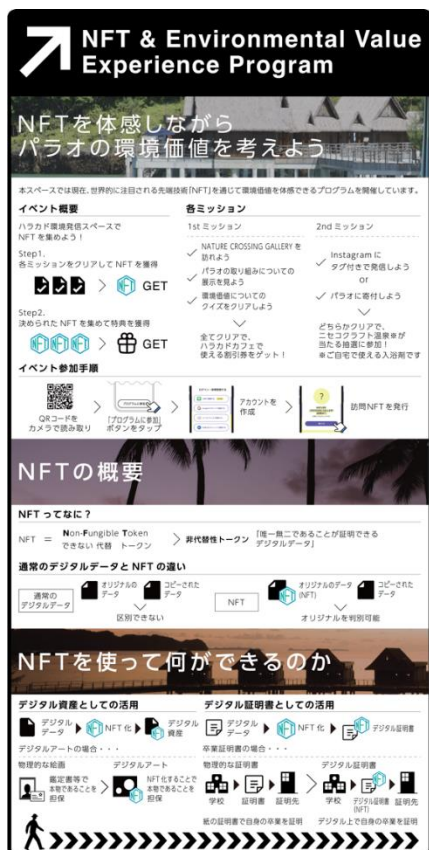 NFT & Environmental Value
Experience Program
NFTを体感しながら
パラオの環境価値を考えよう
本スペースでは現在、世界的に注目される先端技術「NFT」を通じて環境価値を体感できるプログラムを開催しています。
イベント概要
ハラカド環境発信スペースで
NFTを集めよう！
Step1.
各ミッションをクリアしてNFTを獲得
GET
Step2.
決められたNFTを集めて特典を獲得
GET
各ミッション
1st ミッション
NATURE CROSSING GALLERYを
訪れよう
パラオの取り組みについての
展示を見よう
環境価値についての
クイズをクリアしよう
全てクリアで、
ハラカドカフェで
使える割引券をゲット！
2nd ミッション
Instagramに
タグ付きで発信しよう
or
パラオに寄付しよう
どちらかクリアで、
ニセコクラフト温泉※が
当たる抽選に参加！
※ご自宅で使える入浴剤です
イベント参加手順
QRコードを
カメラで読み取り
プログラムに参加
「プログラムに参加」
ボタンをタップ
アカウントを
作成
訪問NFTを発行
NFTの概要
NFTってなに？
NFT = Non-Fungible Token
できない 代替 トークン
非代替性トークン
「唯一無二であることが証明できる
デジタルデータ」
通常のデジタルデータとNFTの違い
通常の
デジタルデータ
オリジナルの
データ
コピーされた
データ
区別できない
NFT
オリジナルのデータ
(NFT)
コピーされた
データ
オリジナルを判別可能
NFTを使って何ができるのか
デジタル資産としての活用
デジタル
データ
NFT化
デジタル
資産
デジタルアートの場合・・・
物理的な絵画
鑑定書等で
本物であることを
担保
デジタルアート
NFT化することで
本物であることを
担保
デジタル証明書としての活用
デジタル
データ
NFT化
デジタル証明書
卒業証明書の場合・・・
物理的な証明書
学校
証明書
証明先
紙の証明書で自身の卒業を証明
デジタル証明書
学校
デジタル証明書
(NFT)
証明先
デジタル上で自身の卒業を証明